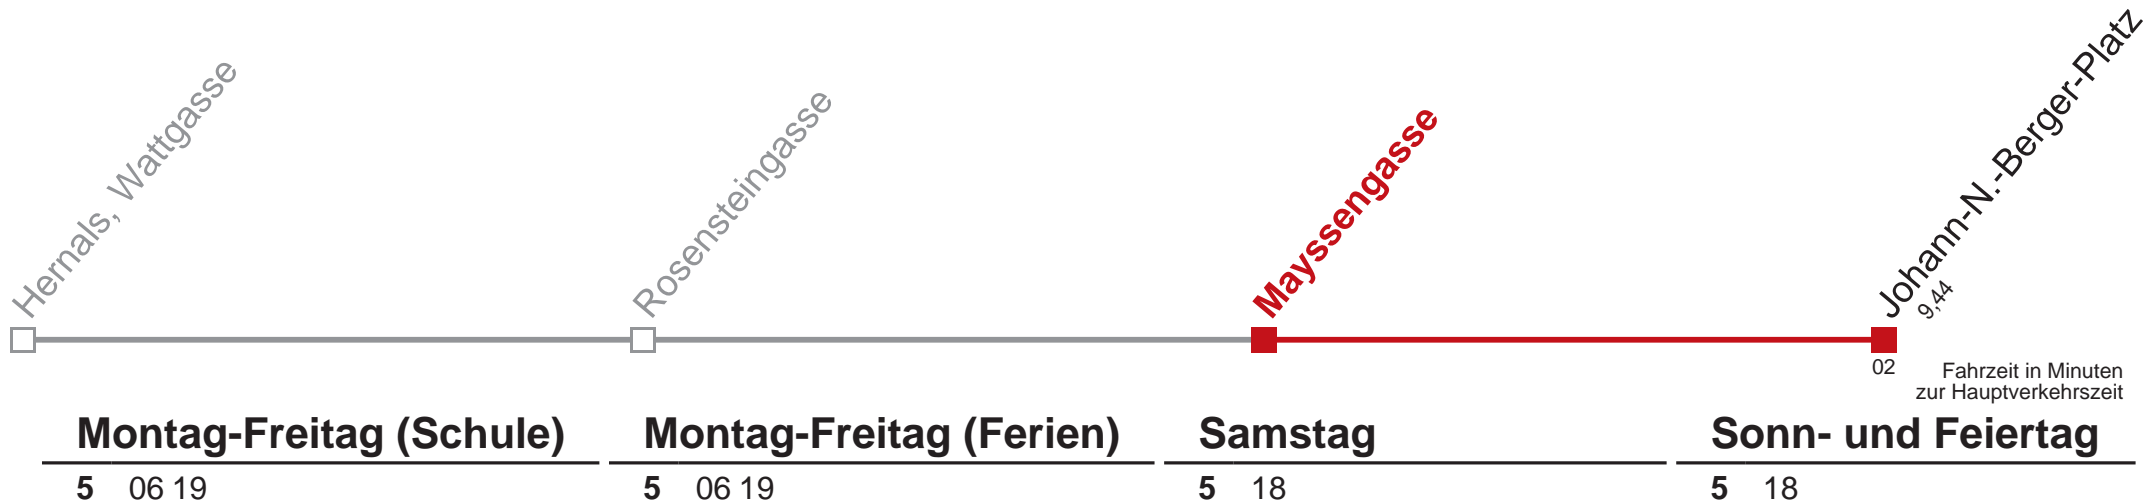 Hernals, Wattgasse
Rosensteingasse
Mayssengasse
Johann-N.-Berger-Platz
9,44
02
Fahrzeit in Minuten
zur Hauptverkehrszeit
Montag-Freitag (Schule)
5 06 19
Montag-Freitag (Ferien)
5 06 19
Samstag
5 18
Sonn- und Feiertag
5 18